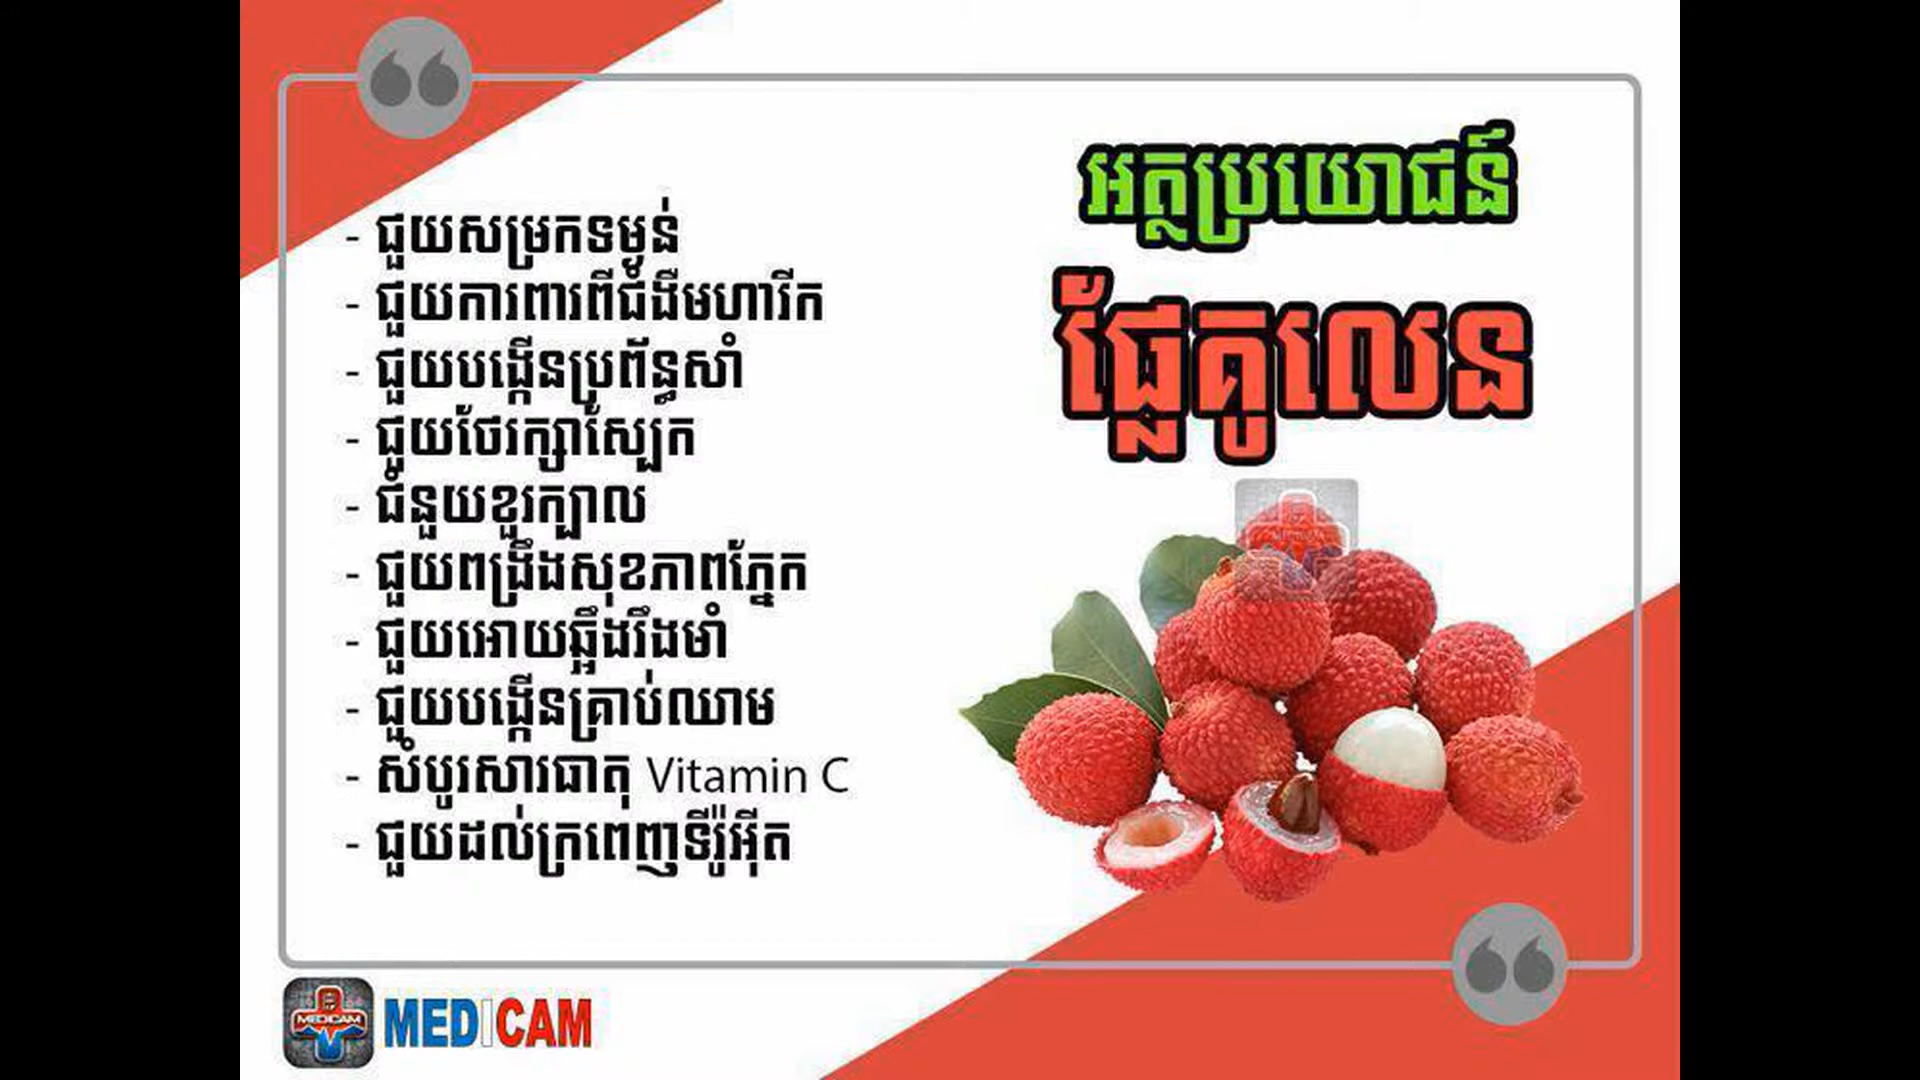 អត្ថប្រយោជន៍
ផ្លែគូលេន
- ជួយសម្រកទម្ងន់
- ជួយការពារពីជំងឺមហារីក
- ជួយបង្កើនប្រព័ន្ធសាំ
- ជួយថែរក្សាស្បែក
- ជំនួយខួរក្បាល
- ជួយពង្រឹងសុខភាពភ្នែក
- ជួយអោយឆ្អឹងរឹងមាំ
- ជួយបង្កើនគ្រាប់ឈាម
- សំបូរសារធាតុ Vitamin C
- ជួយដល់ក្រពេញទីរ៉ូអ៊ីត
MEDICAM
MEDICAM